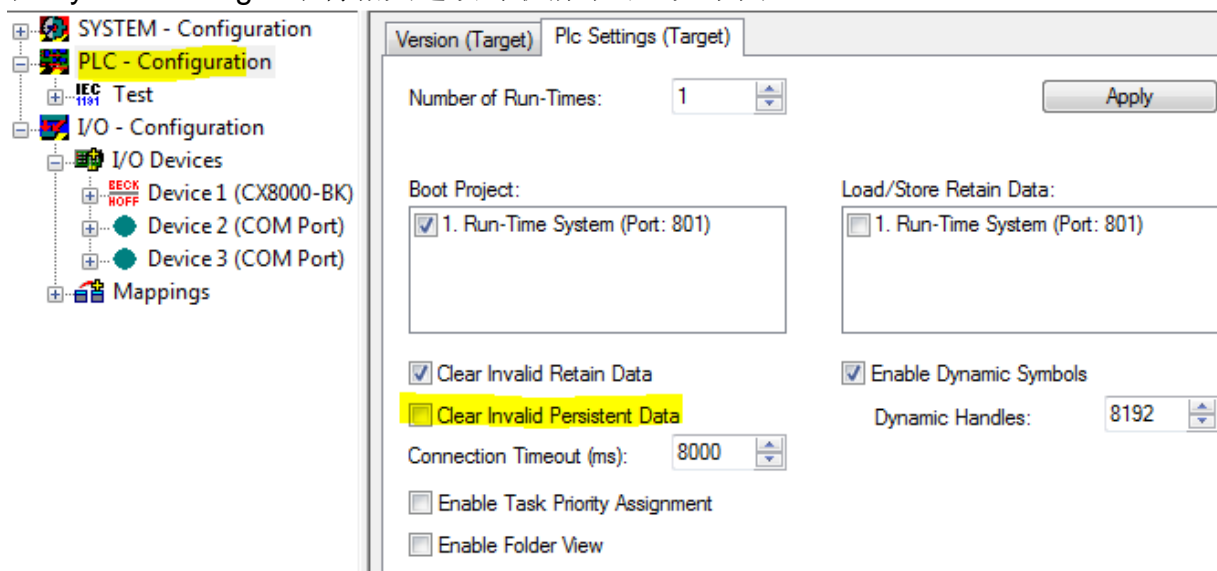 SYSTEM - Configuration
PLC - Configuration
IEC
1131
Test
I/O - Configuration
I/O Devices
BECK
HOFF
Device 1 (CX8000-BK)
Device 2 (COM Port)
Device 3 (COM Port)
Mappings
Version (Target)
Plc Settings (Target)
Number of Run-Times:
1
Apply
Boot Project:
Load/Store Retain Data:
1. Run-Time System (Port: 801)
1. Run-Time System (Port: 801)
Clear Invalid Retain Data
Enable Dynamic Symbols
Clear Invalid Persistent Data
Dynamic Handles:
8192
Connection Timeout (ms):
8000
Enable Task Priority Assignment
Enable Folder View